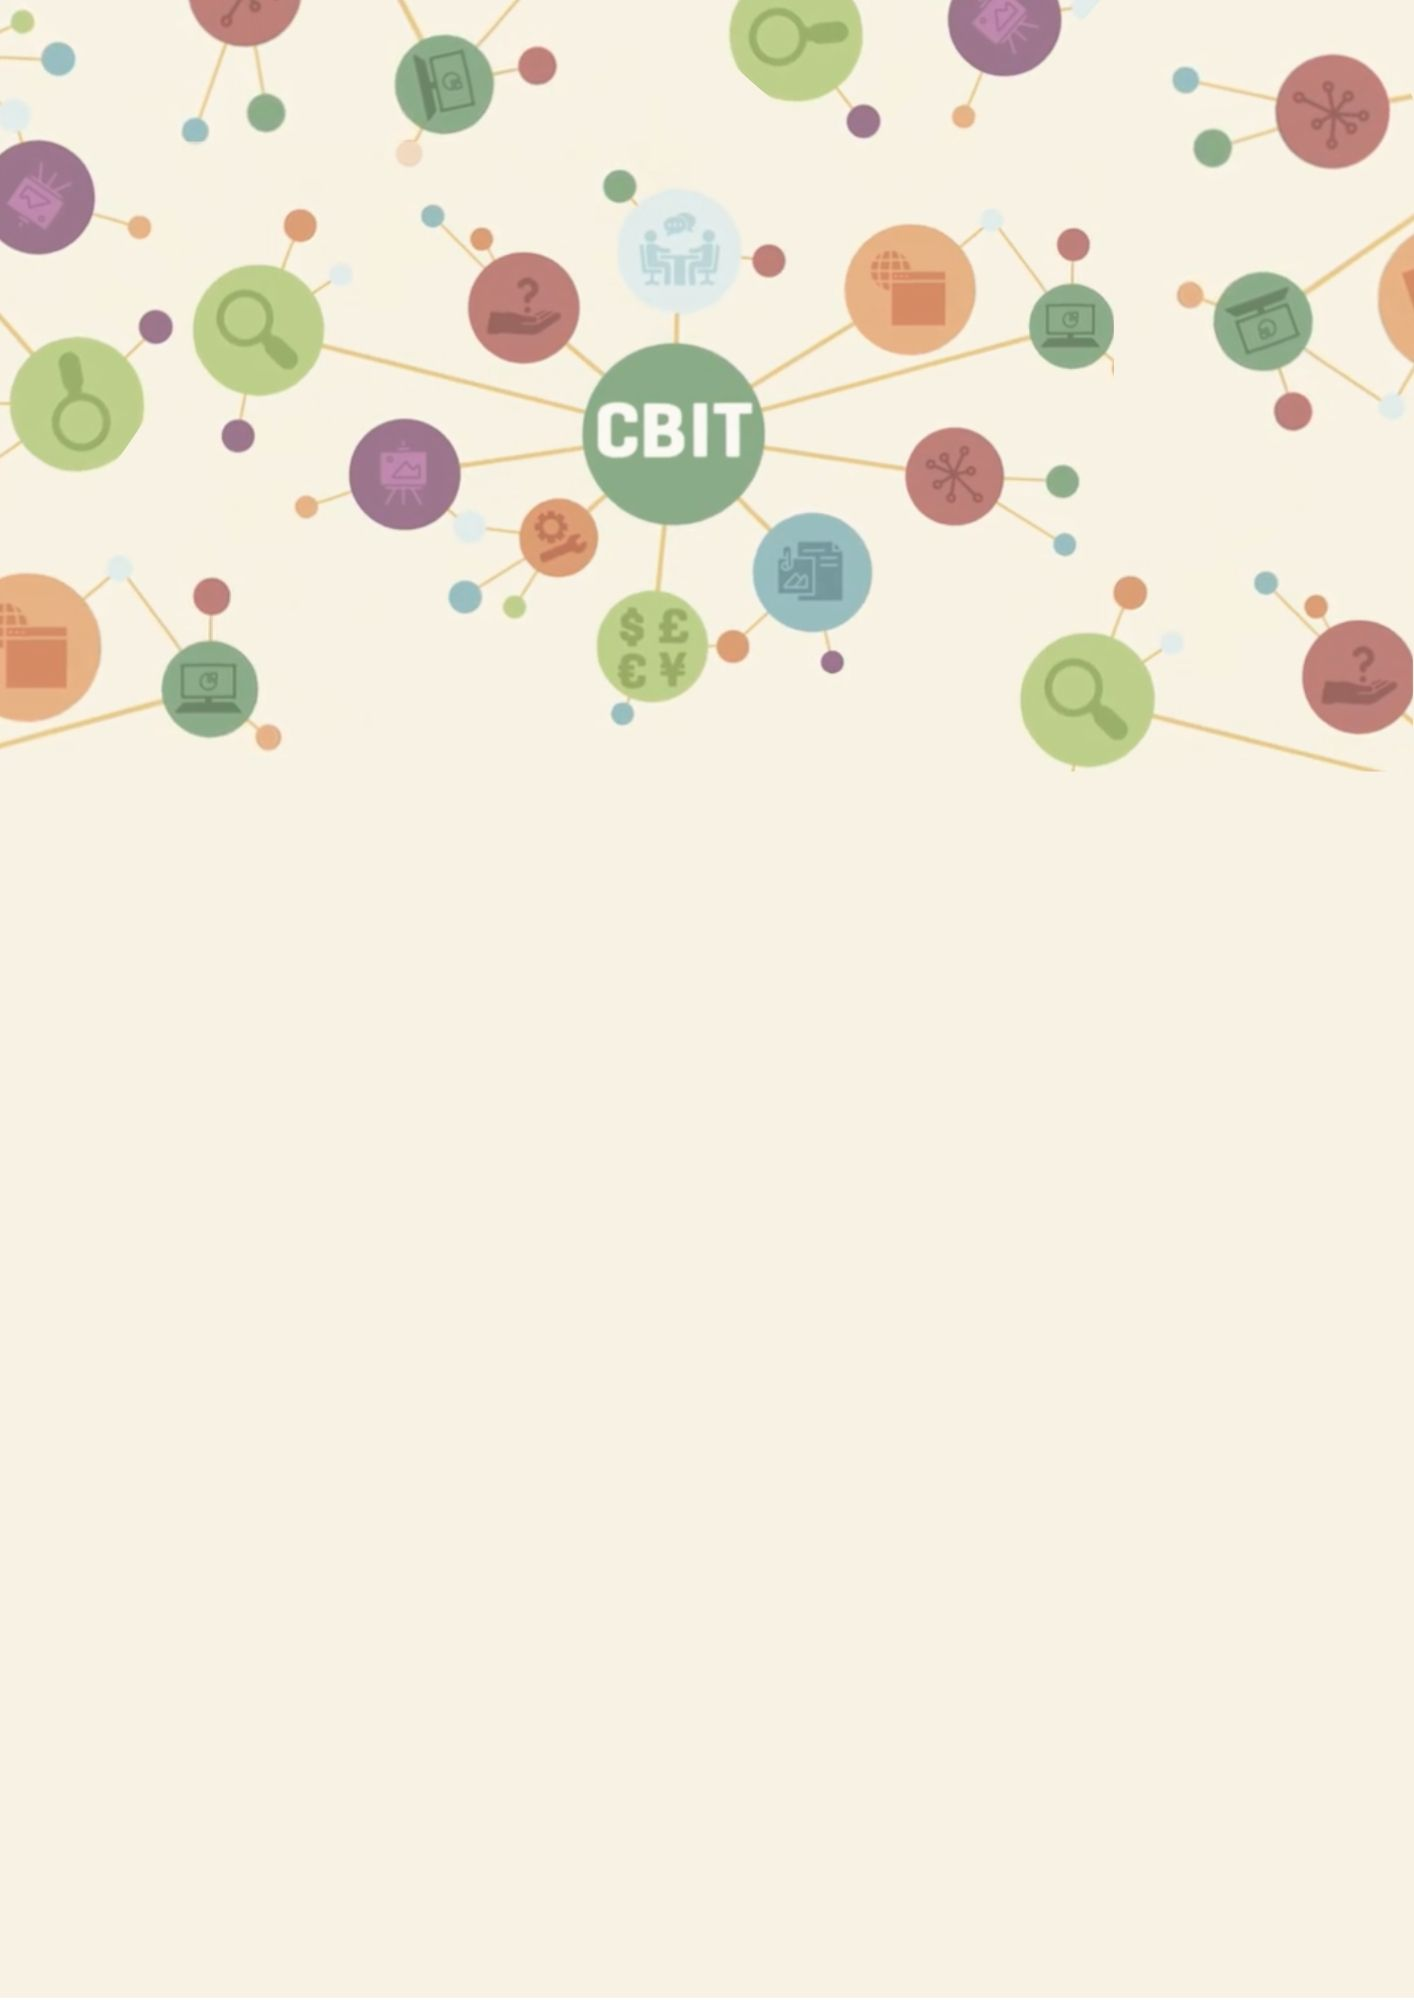 CBIT
$ £
€ ¥